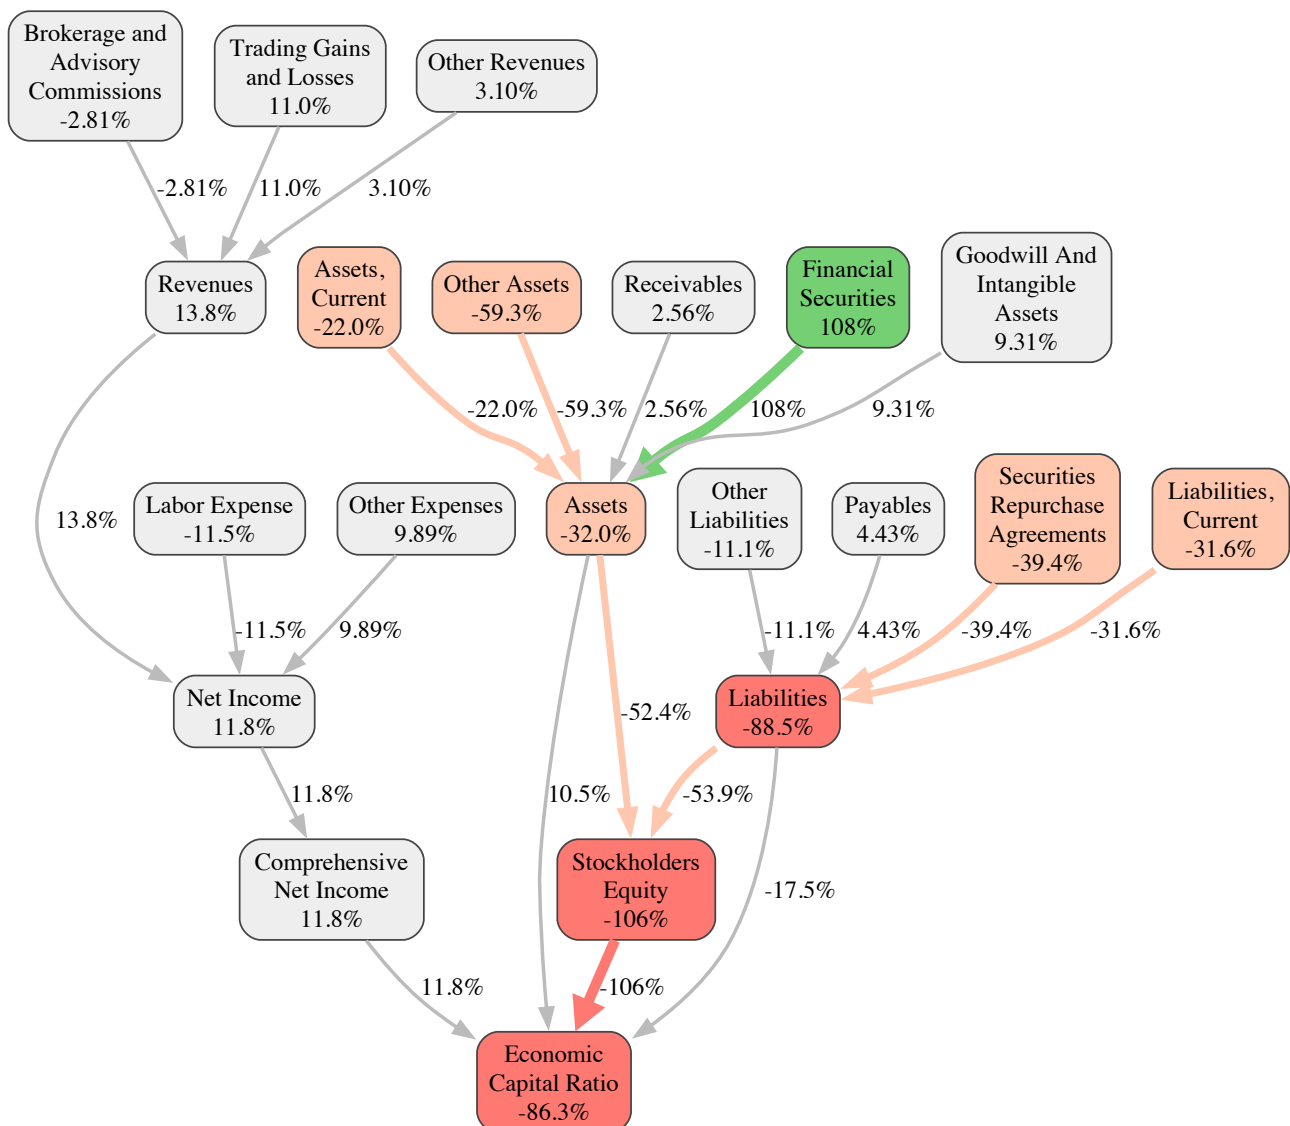 Brokerage and
Advisory
Commissions
-2.81%
Trading Gains
and Losses
11.0%
Other Revenues
3.10%
-2.81%
11.0%
3.10%
Revenues
13.8%
Assets,
Current
-22.0%
Other Assets
-59.3%
Receivables
2.56%
Financial
Securities
108%
Goodwill And
Intangible
Assets
9.31%
-22.0%
-59.3%
2.56%
108%
9.31%
13.8%
Labor Expense
-11.5%
Other Expenses
9.89%
Assets
-32.0%
Other
Liabilities
-11.1%
Payables
4.43%
Securities
Repurchase
Agreements
-39.4%
Liabilities,
Current
-31.6%
-11.5%
9.89%
-11.1%
4.43%
-39.4%
-31.6%
Net Income
11.8%
-52.4%
Liabilities
-88.5%
11.8%
10.5%
-53.9%
Comprehensive
Net Income
11.8%
Stockholders
Equity
-106%
-17.5%
11.8%
-106%
Economic
Capital Ratio
-86.3%